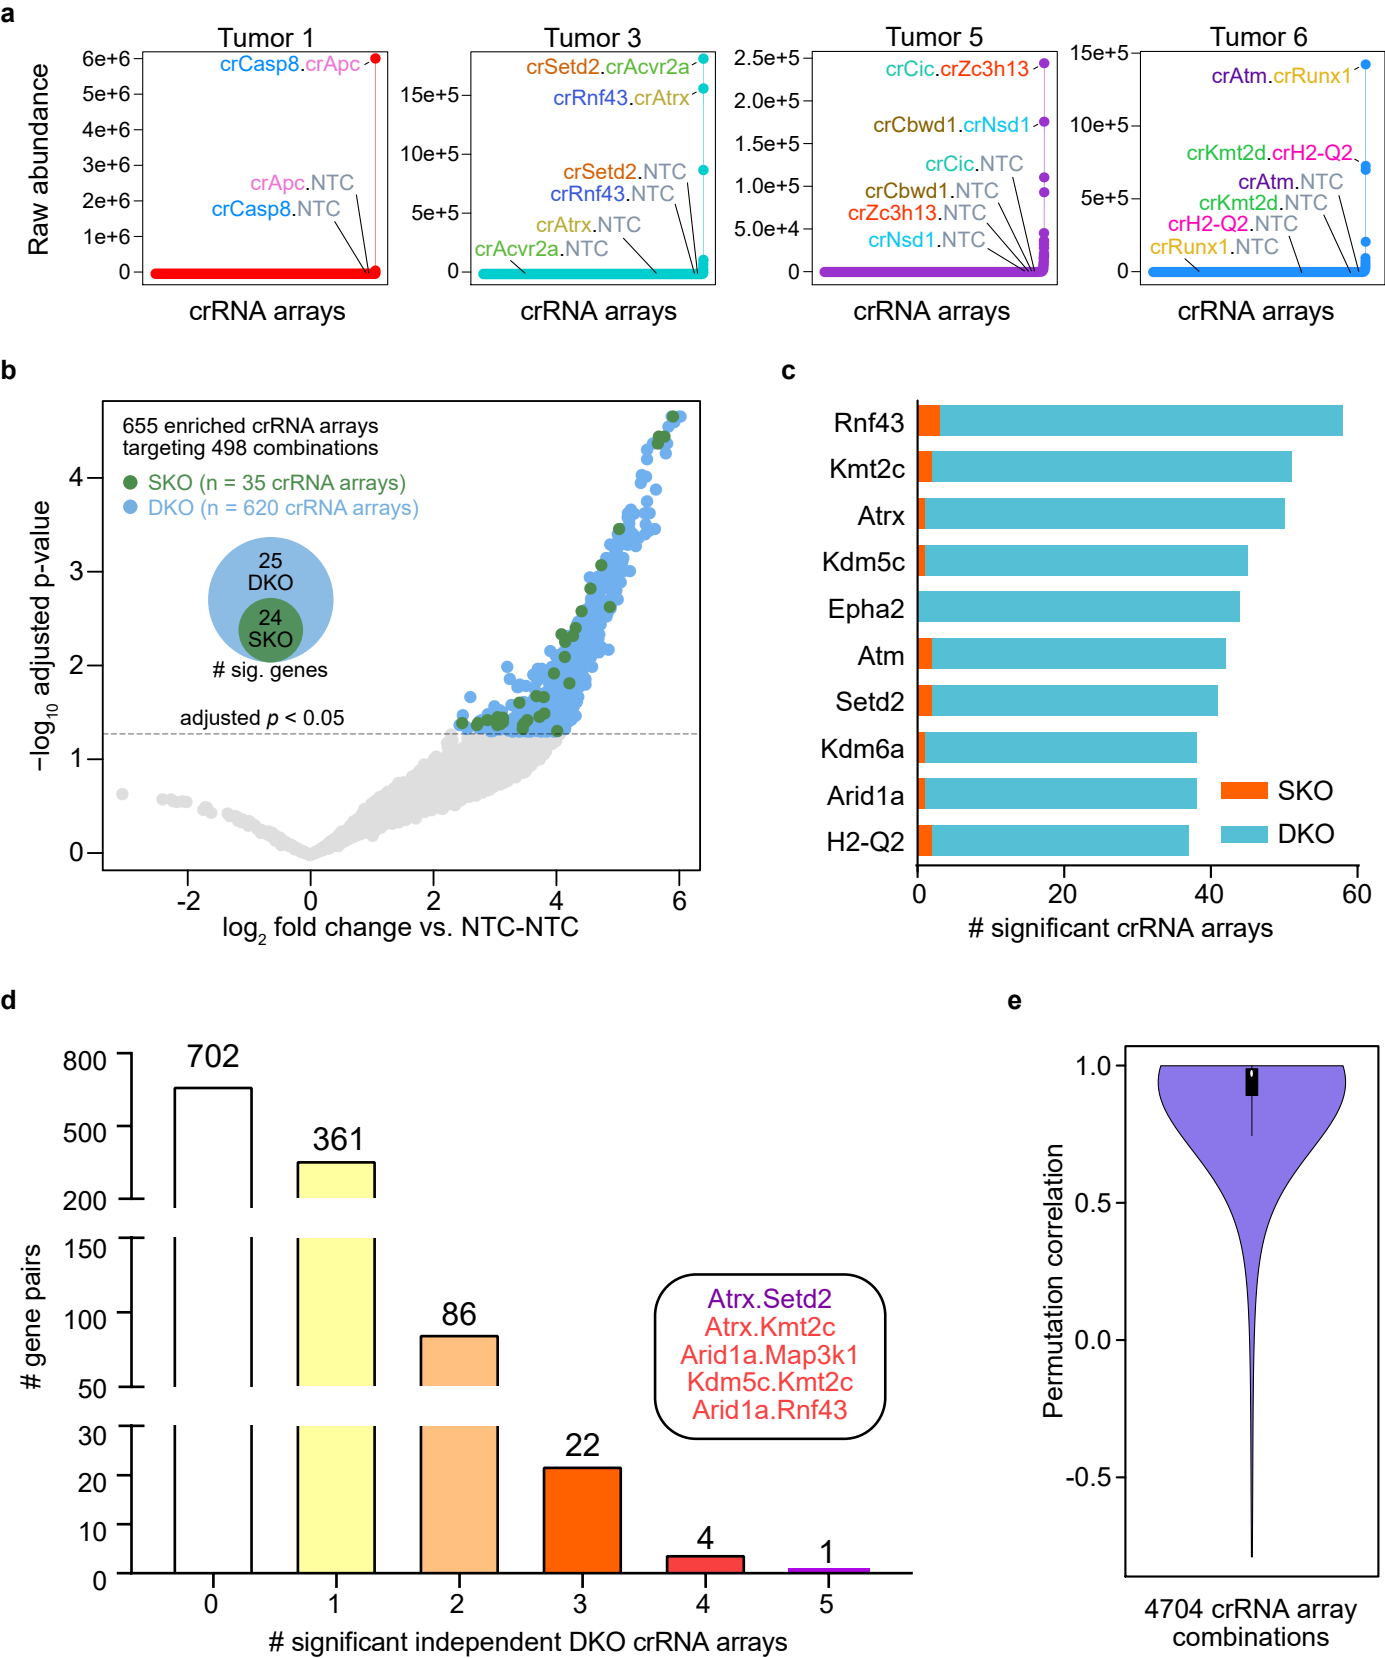 a
Tumor 1
Tumor 3
Tumor 5
Tumor 6
Raw abundance
6e+6
5e+6
4e+6
3e+6
2e+6
1e+6
0
crCasp8.crApc
crApc.NTC
crCasp8.NTC
crRNA arrays
15e+5
10e+5
5e+5
0
crSetd2.crAcvr2a
crRnf43.crAtrx
crSetd2.NTC
crRnf43.NTC
crAtrx.NTC
crAcvr2a.NTC
crRNA arrays
2.5e+5
2.0e+5
1.5e+5
1.0e+5
5.0e+4
0
crCic.crZc3h13
crCbwd1.crNsd1
crCic.NTC
crCbwd1.NTC
crZc3h13.NTC
crNsd1.NTC
crRNA arrays
15e+5
10e+5
5e+5
0
crAtm.crRunx1
crKmt2d.crH2-Q2
crAtm.NTC
crKmt2d.NTC
crH2-Q2.NTC
crRunx1.NTC
crRNA arrays
b
655 enriched crRNA arrays
targeting 498 combinations
SKO (n = 35 crRNA arrays)
DKO (n = 620 crRNA arrays)
25
DKO
24
SKO
# sig. genes
adjusted p < 0.05
−log10 adjusted p-value
4
3
2
1
0
-2
0
2
4
6
log2 fold change vs. NTC-NTC
c
Rnf43
Kmt2c
Atrx
Kdm5c
Epha2
Atm
Setd2
Kdm6a
Arid1a
H2-Q2
SKO
DKO
0
20
40
60
# significant crRNA arrays
d
# gene pairs
800
500
200
150
100
50
30
20
10
0
702
361
86
22
4
1
Atrx.Setd2
Atrx.Kmt2c
Arid1a.Map3k1
Kdm5c.Kmt2c
Arid1a.Rnf43
0
1
2
3
4
5
# significant independent DKO crRNA arrays
e
Permutation correlation
1.0
0.5
0.0
-0.5
4704 crRNA array
combinations